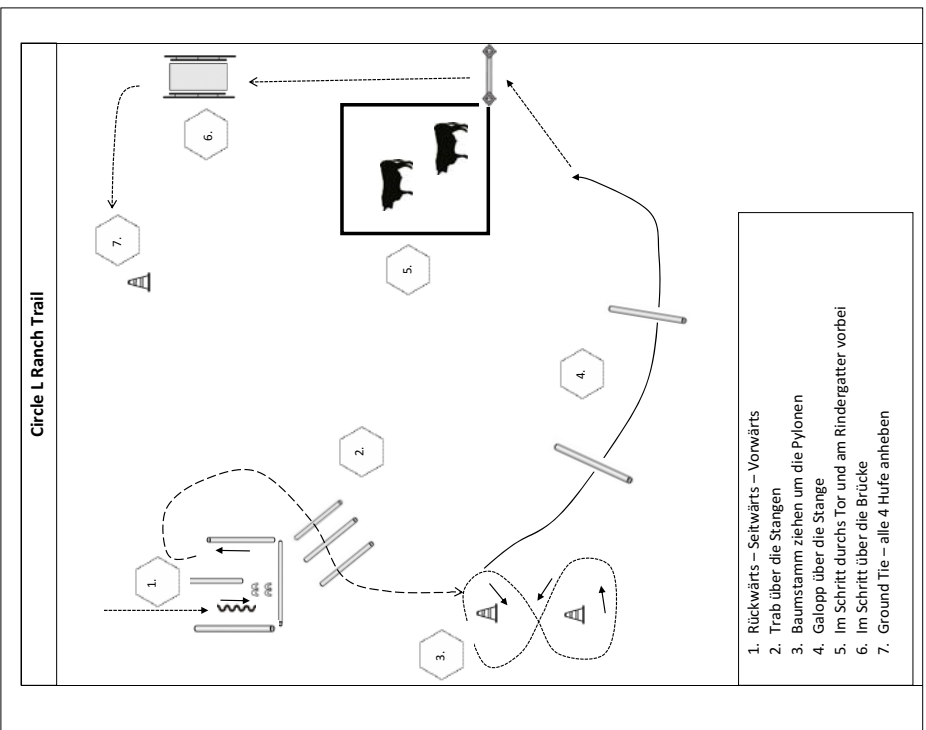 Circle L Ranch Trail
1.
2.
3.
4.
5.
6.
7.
1. Rückwärts – Seitwärts – Vorwärts
2. Trab über die Stangen
3. Baumstamm ziehen um die Pylonen
4. Galopp über die Stange
5. Im Schritt durchs Tor und am Rindergatter vorbei
6. Im Schritt über die Brücke
7. Ground Tie – alle 4 Hufe anheben